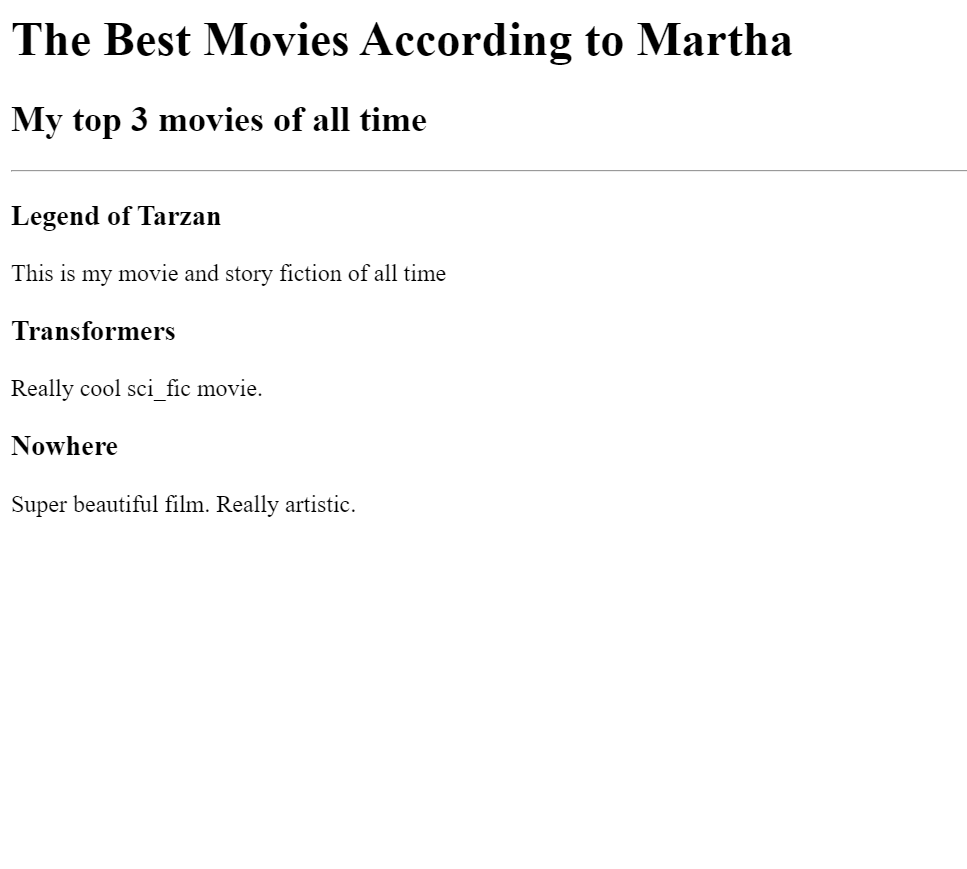 The Best Movies According to Martha
My top 3 movies of all time
Legend of Tarzan
This is my movie and story fiction of all time
Transformers
Really cool sci_fic movie.
Nowhere
Super beautiful film. Really artistic.